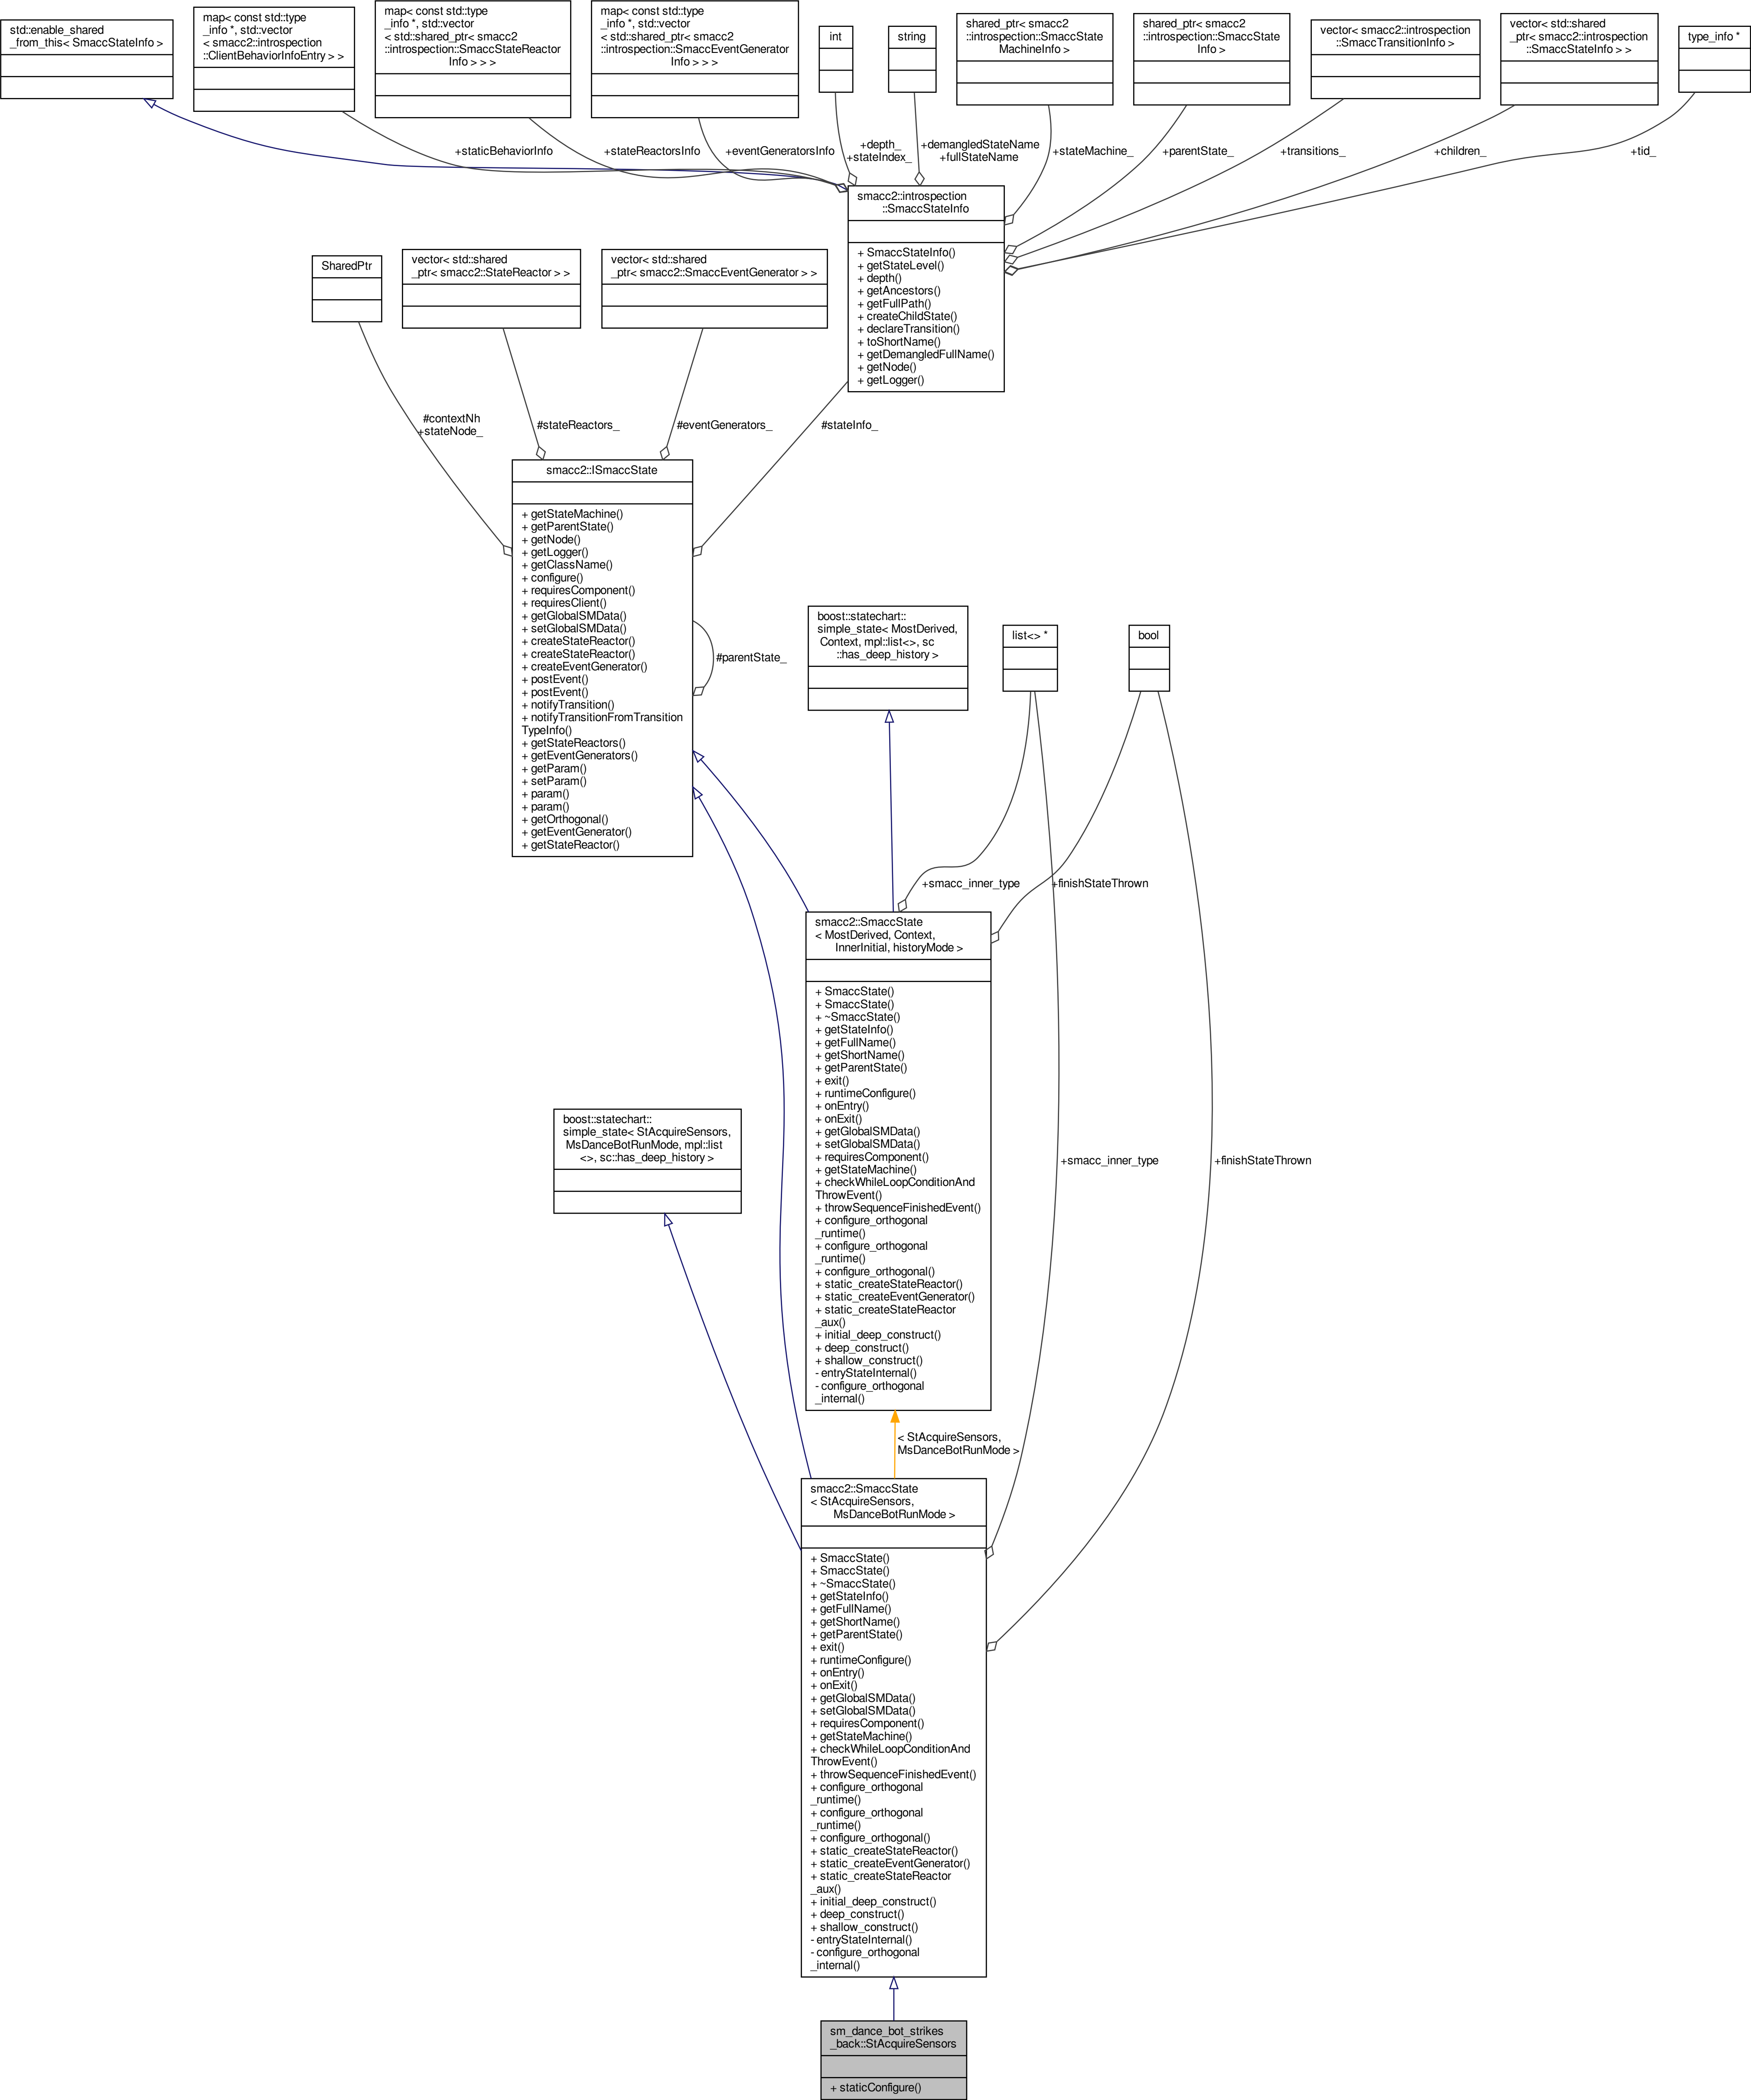 std::enable_shared
_from_this< SmaccStateInfo >
map< const std::type
_info *, std::vector
< smacc2::introspection
::ClientBehaviorInfoEntry > >
map< const std::type
_info *, std::vector
< std::shared_ptr< smacc2
::introspection::SmaccStateReactor
Info > > >
map< const std::type
_info *, std::vector
< std::shared_ptr< smacc2
::introspection::SmaccEventGenerator
Info > > >
int
string
shared_ptr< smacc2
::introspection::SmaccState
MachineInfo >
shared_ptr< smacc2
::introspection::SmaccState
Info >
vector< smacc2::introspection
::SmaccTransitionInfo >
vector< std::shared
_ptr< smacc2::introspection
::SmaccStateInfo > >
type_info *
+staticBehaviorInfo
+stateReactorsInfo
+eventGeneratorsInfo
+depth_
+stateIndex_
+demangledStateName
+fullStateName
+stateMachine_
+parentState_
+transitions_
+children_
+tid_
smacc2::introspection
::SmaccStateInfo
+ SmaccStateInfo()
+ getStateLevel()
+ depth()
+ getAncestors()
+ getFullPath()
+ createChildState()
+ declareTransition()
+ toShortName()
+ getDemangledFullName()
+ getNode()
+ getLogger()
SharedPtr
vector< std::shared
_ptr< smacc2::StateReactor > >
vector< std::shared
_ptr< smacc2::SmaccEventGenerator > >
#contextNh
+stateNode_
#stateReactors_
#eventGenerators_
#stateInfo_
smacc2::ISmaccState
+ getStateMachine()
+ getParentState()
+ getNode()
+ getLogger()
+ getClassName()
+ configure()
+ requiresComponent()
+ requiresClient()
+ getGlobalSMData()
+ setGlobalSMData()
+ createStateReactor()
+ createStateReactor()
+ createEventGenerator()
+ postEvent()
+ postEvent()
+ notifyTransition()
+ notifyTransitionFromTransition
TypeInfo()
+ getStateReactors()
+ getEventGenerators()
+ getParam()
+ setParam()
+ param()
+ param()
+ getOrthogonal()
+ getEventGenerator()
+ getStateReactor()
#parentState_
boost::statechart::
simple_state< MostDerived,
Context, mpl::list<>, sc
::has_deep_history >
list<> *
bool
+smacc_inner_type
+finishStateThrown
smacc2::SmaccState
< MostDerived, Context,
InnerInitial, historyMode >
+ SmaccState()
+ SmaccState()
+ ~SmaccState()
+ getStateInfo()
+ getFullName()
+ getShortName()
+ getParentState()
+ exit()
+ runtimeConfigure()
+ onEntry()
+ onExit()
+ getGlobalSMData()
+ setGlobalSMData()
+ requiresComponent()
+ getStateMachine()
+ checkWhileLoopConditionAnd
ThrowEvent()
+ throwSequenceFinishedEvent()
+ configure_orthogonal
_runtime()
+ configure_orthogonal
_runtime()
+ configure_orthogonal()
+ static_createStateReactor()
+ static_createEventGenerator()
+ static_createStateReactor
_aux()
+ initial_deep_construct()
+ deep_construct()
+ shallow_construct()
- entryStateInternal()
- configure_orthogonal
_internal()
boost::statechart::
simple_state< StAcquireSensors,
MsDanceBotRunMode, mpl::list
<>, sc::has_deep_history >
+smacc_inner_type
+finishStateThrown
< StAcquireSensors,
MsDanceBotRunMode >
smacc2::SmaccState
< StAcquireSensors,
MsDanceBotRunMode >
+ SmaccState()
+ SmaccState()
+ ~SmaccState()
+ getStateInfo()
+ getFullName()
+ getShortName()
+ getParentState()
+ exit()
+ runtimeConfigure()
+ onEntry()
+ onExit()
+ getGlobalSMData()
+ setGlobalSMData()
+ requiresComponent()
+ getStateMachine()
+ checkWhileLoopConditionAnd
ThrowEvent()
+ throwSequenceFinishedEvent()
+ configure_orthogonal
_runtime()
+ configure_orthogonal
_runtime()
+ configure_orthogonal()
+ static_createStateReactor()
+ static_createEventGenerator()
+ static_createStateReactor
_aux()
+ initial_deep_construct()
+ deep_construct()
+ shallow_construct()
- entryStateInternal()
- configure_orthogonal
_internal()
sm_dance_bot_strikes
_back::StAcquireSensors
+ staticConfigure()